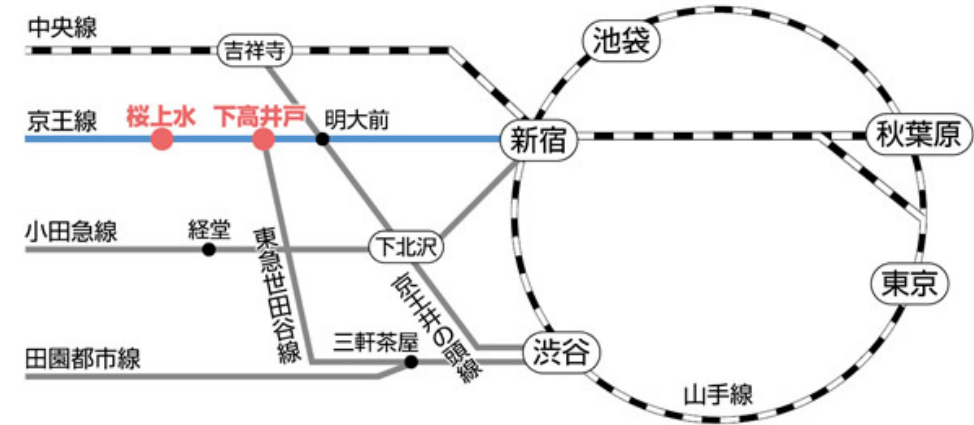 中央線
吉祥寺
池袋
京王線
桜上水
下高井戸
明大前
新宿
秋葉原
小田急線
経堂
下北沢
東急世田谷線
京王井の頭線
東京
田園都市線
三軒茶屋
渋谷
山手線